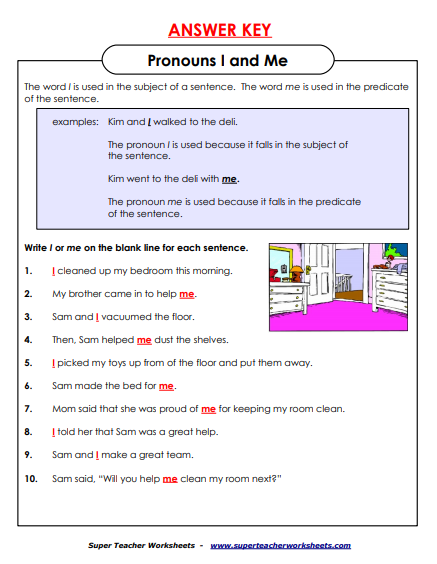 ANSWER KEY
Pronouns I and Me
The word I is used in the subject of a sentence. The word me is used in the predicate
of the sentence.
examples: Kim and I walked to the deli.
The pronoun I is used because it falls in the subject of
the sentence.
Kim went to the deli with me.
The pronoun me is used because it falls in the predicate
of the sentence.
Write I or me on the blank line for each sentence.
1. I cleaned up my bedroom this morning.
2. My brother came in to help me.
3. Sam and I vacuumed the floor.
4. Then, Sam helped me dust the shelves.
5. I picked my toys up from of the floor and put them away.
6. Sam made the bed for me.
7. Mom said that she was proud of me for keeping my room clean.
8. I told her that Sam was a great help.
9. Sam and I make a great team.
10. Sam said, “Will you help me clean my room next?”
Super Teacher Worksheets - www.superteacherworksheets.com